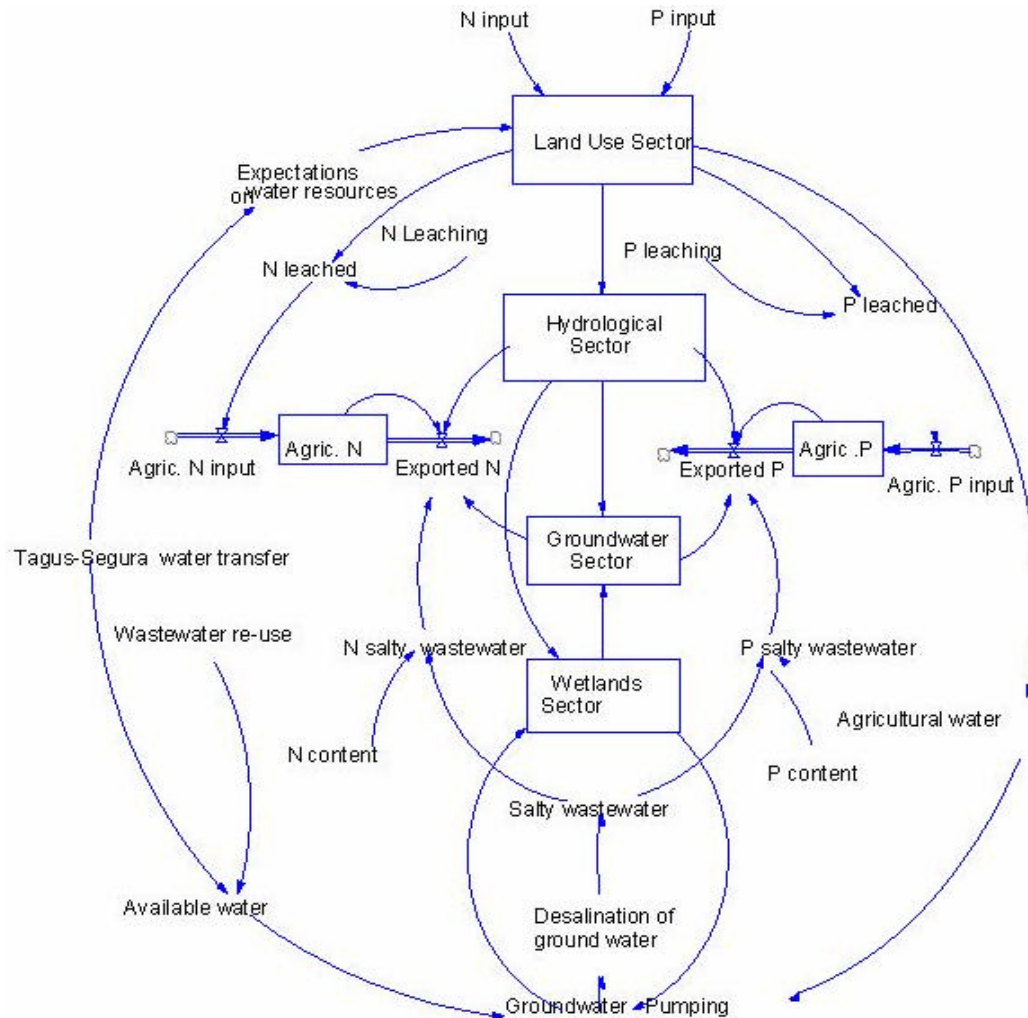 N input
P input
Land Use Sector
Expectations
on water resources
N Leaching
P leaching
N leached
P leached
Hydrological
Sector
Agric. N
Agric .P
Agric. N input
Exported N
Exported P
Agric. P input
Groundwater
Sector
Tagus-Segura water transfer
Wastewater re-use
N salty wastewater
P salty wastewater
Wetlands
Sector
Agricultural water
N content
P content
Salty wastewater
Available water
Desalination of
ground water
Groundwater Pumping